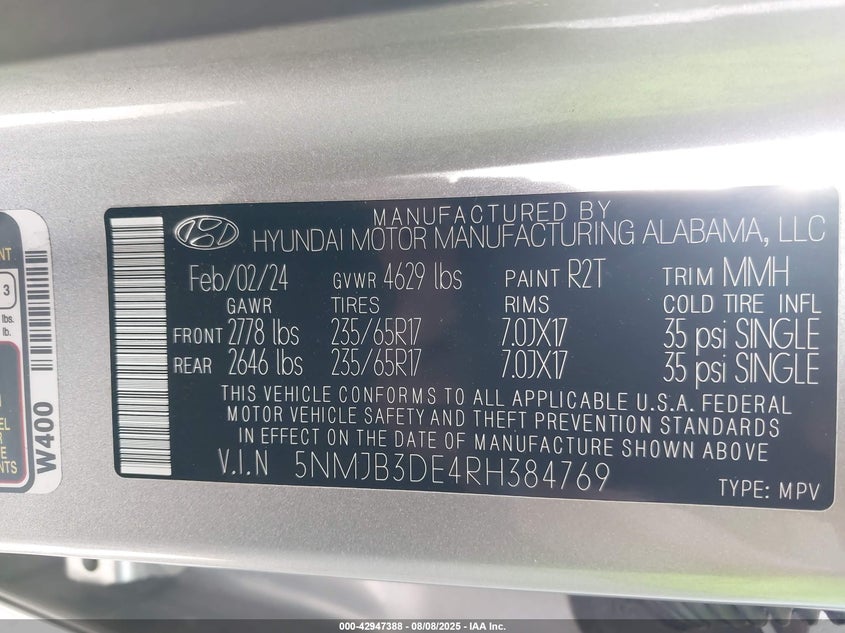 MANUFACTURED BY
HYUNDAI MOTOR MANUFACTURING ALABAMA, LLC
Feb/02/24 GVWR 4629 lbs PAINT R2T TRIM MMH
GAWR TIRES RIMS COLD TIRE INFL
FRONT 2778 lbs 235/65R17 7.0JX17 35 psi SINGLE
REAR 2646 lbs 235/65R17 7.0JX17 35 psi SINGLE
THIS VEHICLE CONFORMS TO ALL APPLICABLE U.S.A. FEDERAL
MOTOR VEHICLE SAFETY AND THEFT PREVENTION STANDARDS
IN EFFECT ON THE DATE OF MANUFACTURE SHOWN ABOVE
V.I.N 5NMJB3DE4RH384769
TYPE: MPV
W400
3
lbs.
lb.
000-42947388 - 08/08/2025 - IAA Inc.